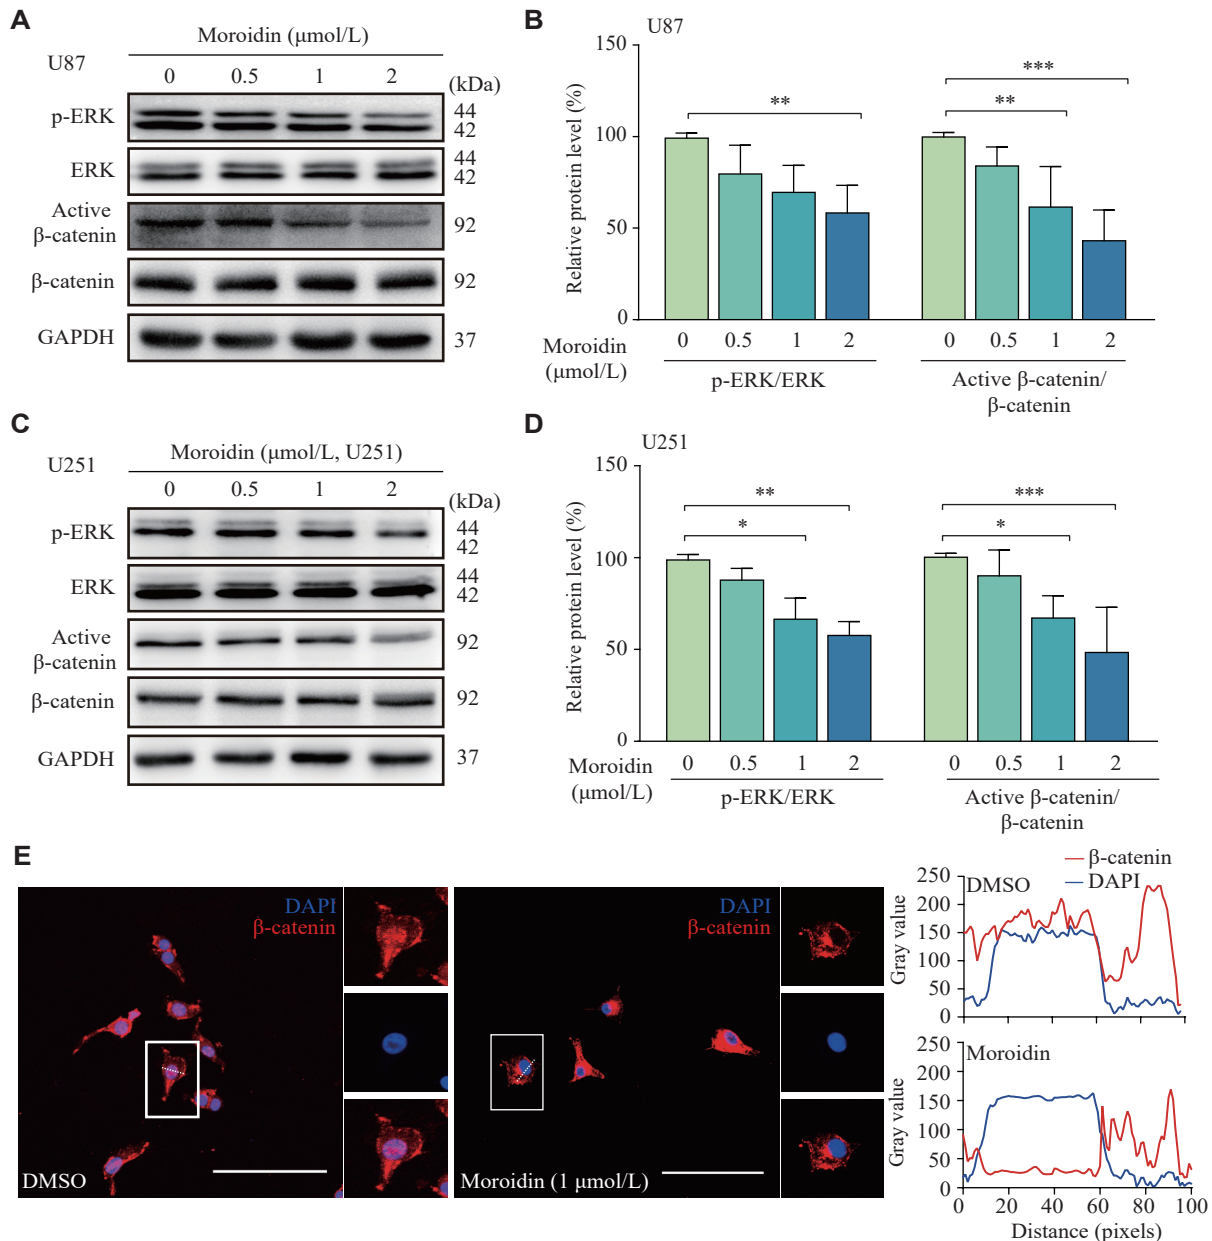 A
Moroidin (μmol/L)
U87
0 0.5 1 2
(kDa)
p-ERK
44
42
ERK
44
42
Active
β-catenin
92
β-catenin
92
GAPDH
37
B
U87
Relative protein level (%)
150
100
50
0
**
**
***
Moroidin
(μmol/L)
0 0.5 1 2
0 0.5 1 2
p-ERK/ERK
Active β-catenin/
β-catenin
C
Moroidin (μmol/L, U251)
U251
0 0.5 1 2
(kDa)
p-ERK
44
42
ERK
44
42
Active
β-catenin
92
β-catenin
92
GAPDH
37
D
U251
Relative protein level (%)
150
100
50
0
**
*
***
*
Moroidin
(μmol/L)
0 0.5 1 2
0 0.5 1 2
p-ERK/ERK
Active β-catenin/
β-catenin
E
DAPI
β-catenin
DMSO
DAPI
β-catenin
Moroidin (1 μmol/L)
β-catenin
DAPI
DMSO
Gray value
250
200
150
100
50
0
Moroidin
Gray value
250
200
150
100
50
0
0 20 40 60 80 100
Distance (pixels)